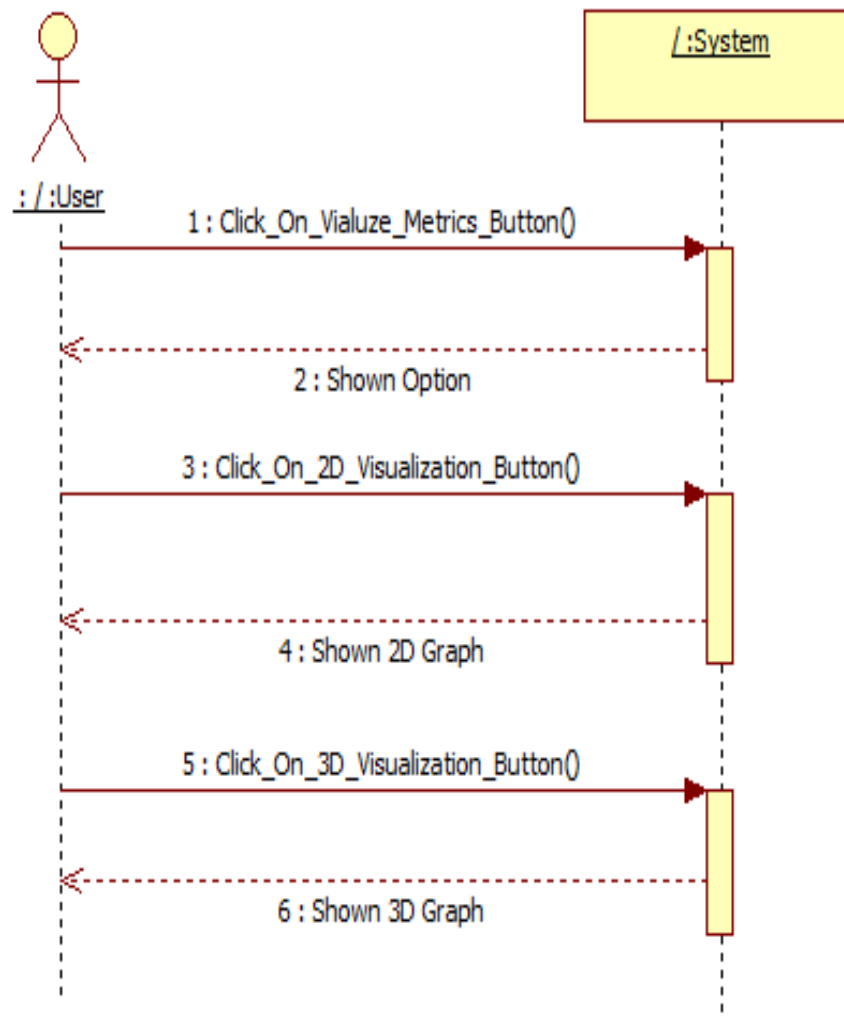 / :System
: / :User
1 : Click_On_Vialuze_Metrics_Button()
2 : Shown Option
3 : Click_On_2D_Visualization_Button()
4 : Shown 2D Graph
5 : Click_On_3D_Visualization_Button()
6 : Shown 3D Graph